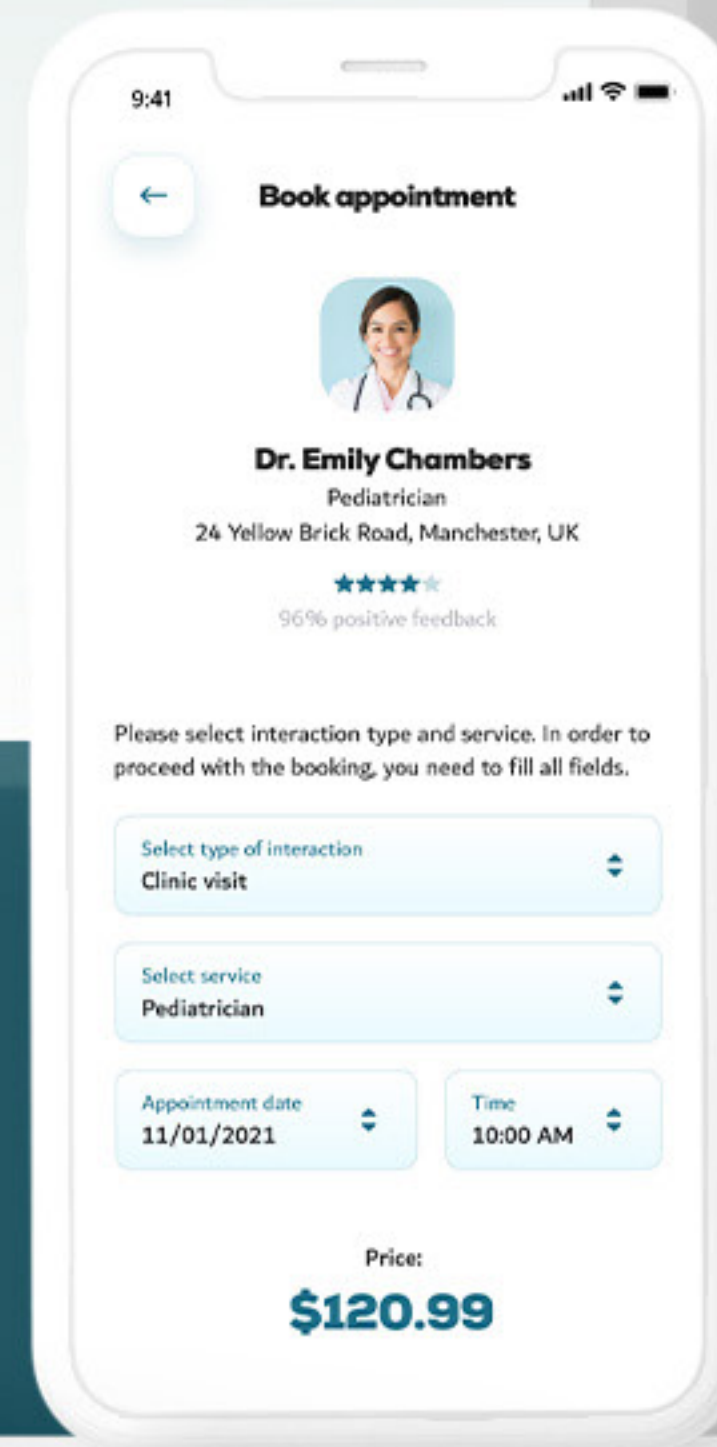 9:41
Book appointment
Dr. Emily Chambers
Pediatrician
24 Yellow Brick Road, Manchester, UK
96% positive feedback
Please select interaction type and service. In order to
proceed with the booking, you need to fill all fields.
Select type of interaction
Clinic visit
Select service
Pediatrician
Appointment date
11/01/2021
Time
10:00 AM
Price:
$120.99